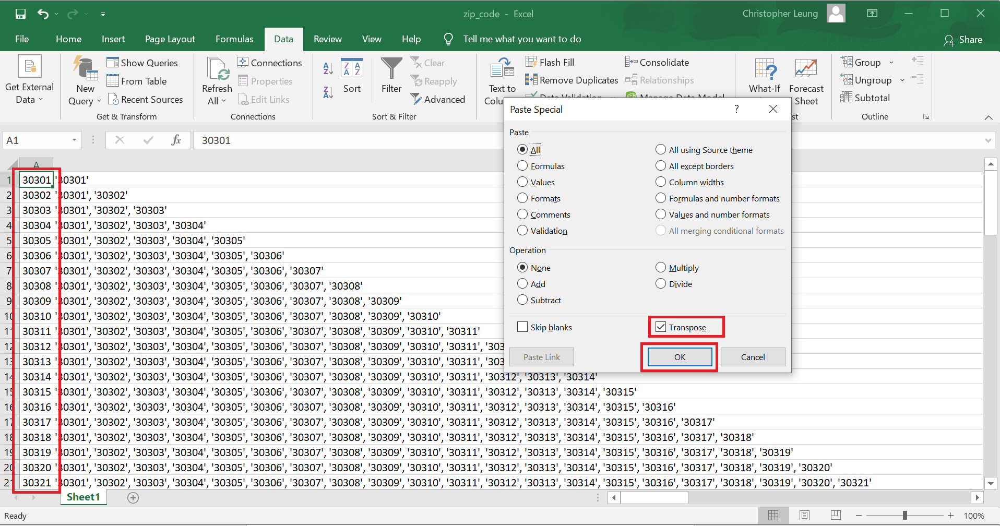 zip_code - Excel
Christopher Leung
File Home Insert Page Layout Formulas Data Review View Help Tell me what you want to do Share
Get External Data
New Query
Show Queries
From Table
Recent Sources
Get & Transform
Refresh All
Connections
Properties
Edit Links
Connections
Sort
Filter
Clear
Reapply
Advanced
Sort & Filter
Text to
Flash Fill
Remove Duplicates
Data Validation
Consolidate
Relationships
Manage Data Model
What-If
Forecast Sheet
Group
Ungroup
Subtotal
Outline
A1 fx 30301
A
1 30301 '30301'
2 30302 '30301', '30302'
3 30303 '30301', '30302', '30303'
4 30304 '30301', '30302', '30303', '30304'
5 30305 '30301', '30302', '30303', '30304', '30305'
6 30306 '30301', '30302', '30303', '30304', '30305', '30306'
7 30307 '30301', '30302', '30303', '30304', '30305', '30306', '30307'
8 30308 '30301', '30302', '30303', '30304', '30305', '30306', '30307', '30308'
9 30309 '30301', '30302', '30303', '30304', '30305', '30306', '30307', '30308', '30309'
10 30310 '30301', '30302', '30303', '30304', '30305', '30306', '30307', '30308', '30309', '30310'
11 30311 '30301', '30302', '30303', '30304', '30305', '30306', '30307', '30308', '30309', '30310', '30311'
12 30312 '30301', '30302', '30303', '30304', '30305', '30306', '30307', '30308', '30309', '30310', '30311',
13 30313 '30301', '30302', '30303', '30304', '30305', '30306', '30307', '30308', '30309', '30310', '30311',
14 30314 '30301', '30302', '30303', '30304', '30305', '30306', '30307', '30308', '30309', '30310', '30311', '30312', '30313', '30314'
15 30315 '30301', '30302', '30303', '30304', '30305', '30306', '30307', '30308', '30309', '30310', '30311', '30312', '30313', '30314', '30315'
16 30316 '30301', '30302', '30303', '30304', '30305', '30306', '30307', '30308', '30309', '30310', '30311', '30312', '30313', '30314', '30315', '30316'
17 30317 '30301', '30302', '30303', '30304', '30305', '30306', '30307', '30308', '30309', '30310', '30311', '30312', '30313', '30314', '30315', '30316', '30317'
18 30318 '30301', '30302', '30303', '30304', '30305', '30306', '30307', '30308', '30309', '30310', '30311', '30312', '30313', '30314', '30315', '30316', '30317', '30318'
19 30319 '30301', '30302', '30303', '30304', '30305', '30306', '30307', '30308', '30309', '30310', '30311', '30312', '30313', '30314', '30315', '30316', '30317', '30318', '30319'
20 30320 '30301', '30302', '30303', '30304', '30305', '30306', '30307', '30308', '30309', '30310', '30311', '30312', '30313', '30314', '30315', '30316', '30317', '30318', '30319', '30320'
21 30321 '30301', '30302', '30303', '30304', '30305', '30306', '30307', '30308', '30309', '30310', '30311', '30312', '30313', '30314', '30315', '30316', '30317', '30318', '30319', '30320', '30321'
Paste Special ?
Paste
All All using Source theme
Formulas All except borders
Values Column widths
Formats Formulas and number formats
Comments Values and number formats
Validation All merging conditional formats
Operation
None Multiply
Add Divide
Subtract
Skip blanks Transpose
Paste Link OK Cancel
Sheet1
Ready 100%